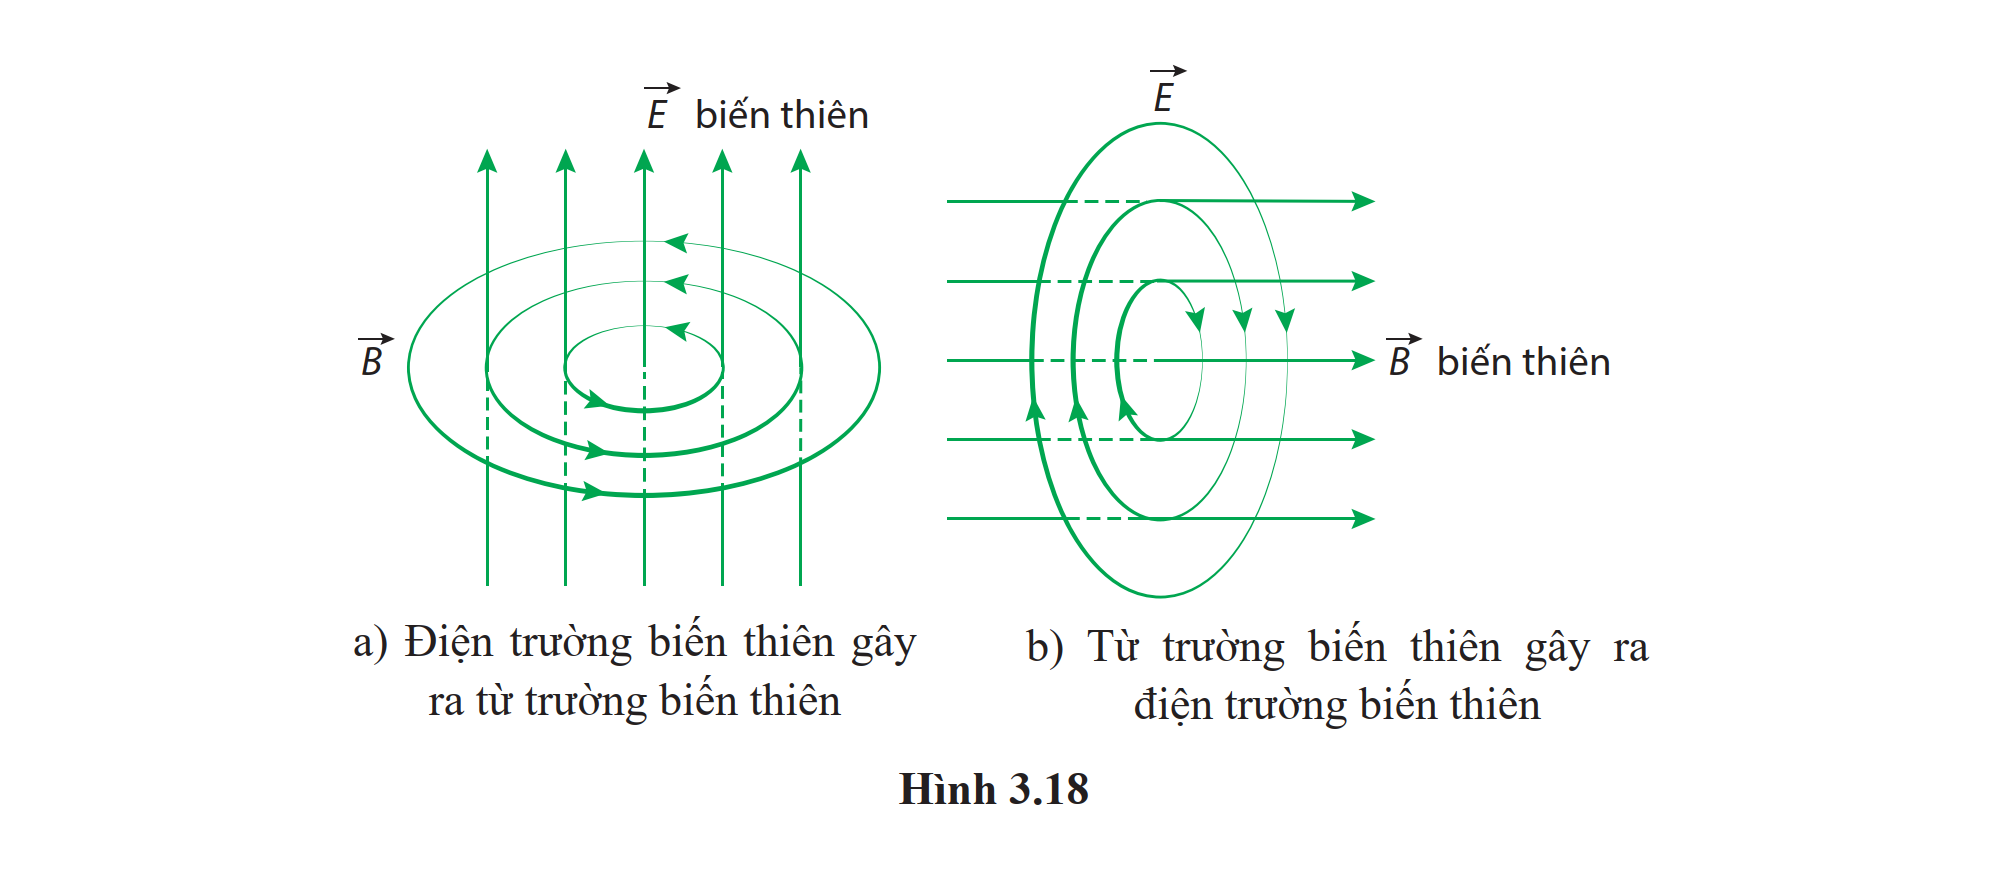 E biến thiên
B
a) Điện trường biến thiên gây
ra từ trường biến thiên
E
B biến thiên
b) Từ trường biến thiên gây ra
điện trường biến thiên
Hình 3.18